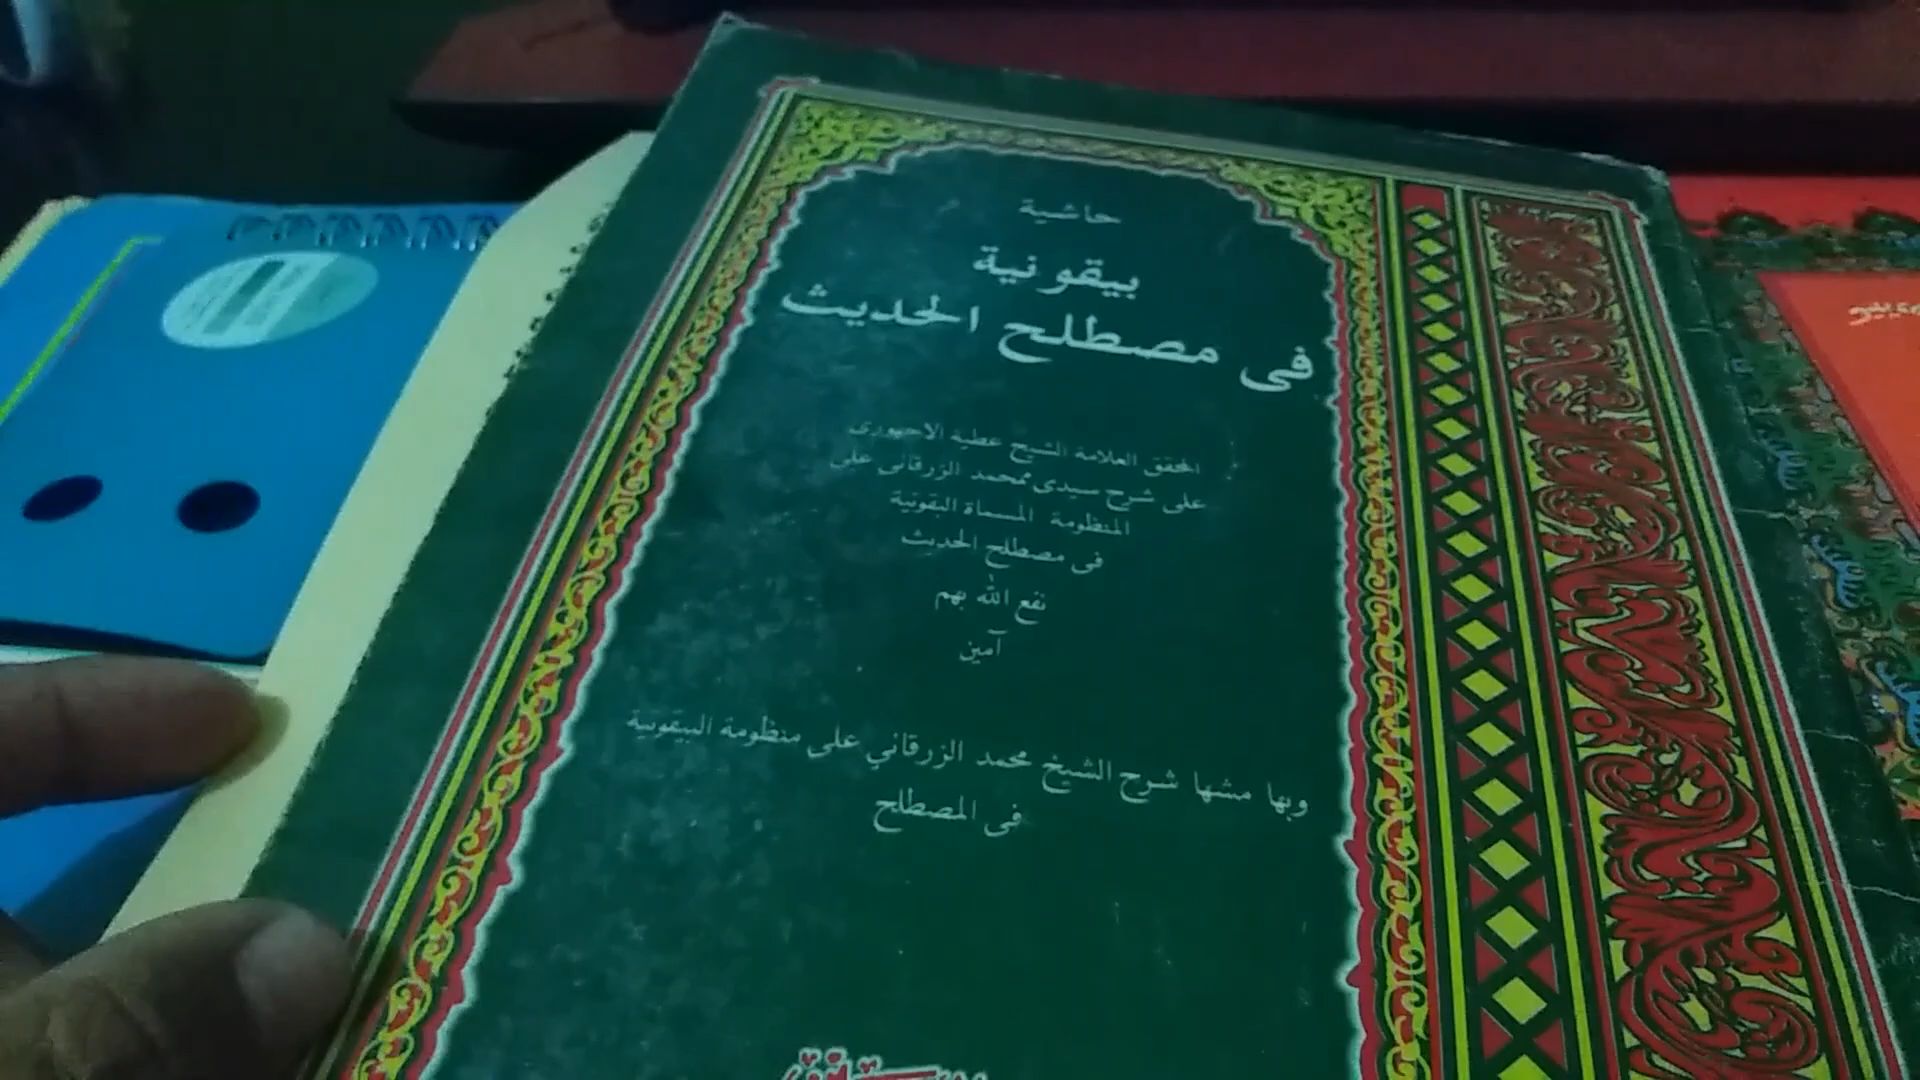 حاشية
بيقونية
فى مصطلح الحديث
المحقق العلامة الشيخ عطية الاجهورى
على شرح سيدى محمد الزرقانى على
المنظومة المسماة البقونية
فى مصطلح الحديث
نفع الله بهم
آمين
وبها مشها شرح الشيخ محمد الزرقاني على منظومة البيقونية
فى المصطلح